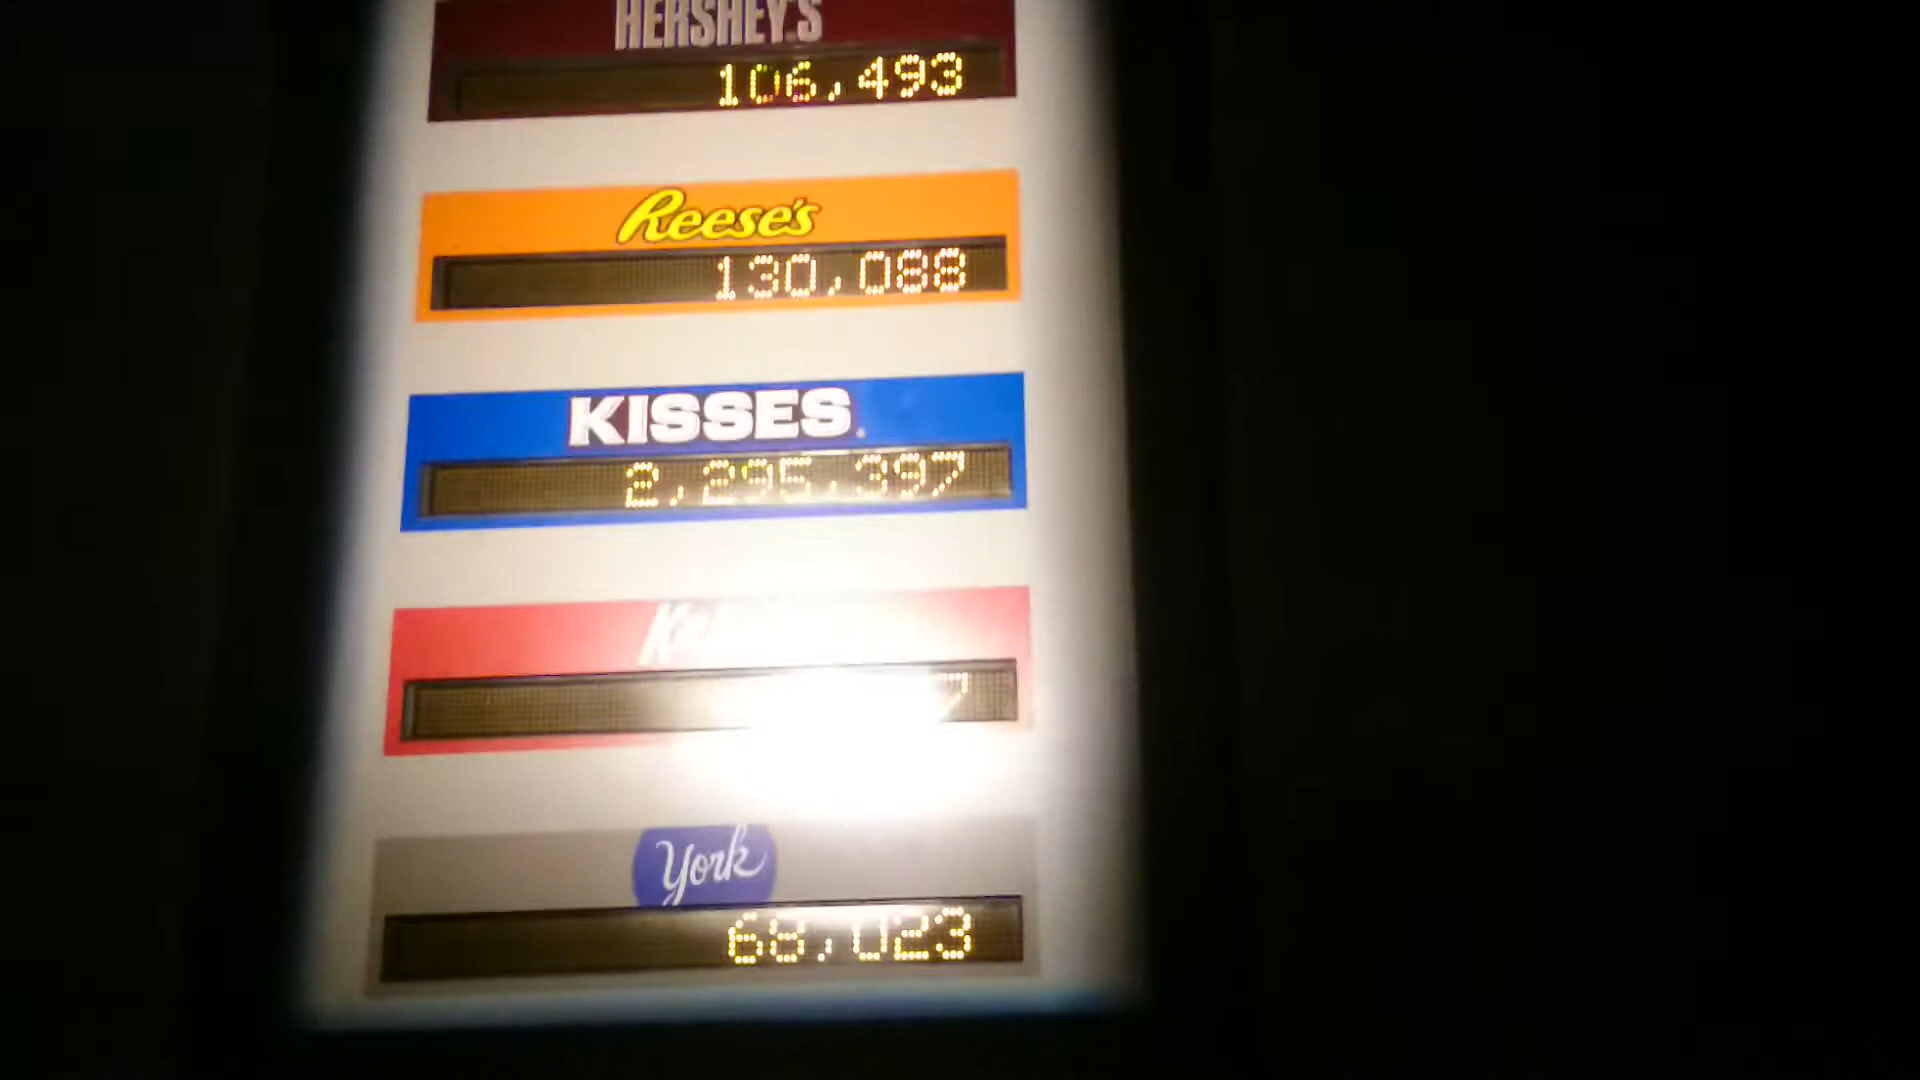 HERSHEY'S
106,493
Reese's
130,088
KISSES
2,295,397
York
68,023